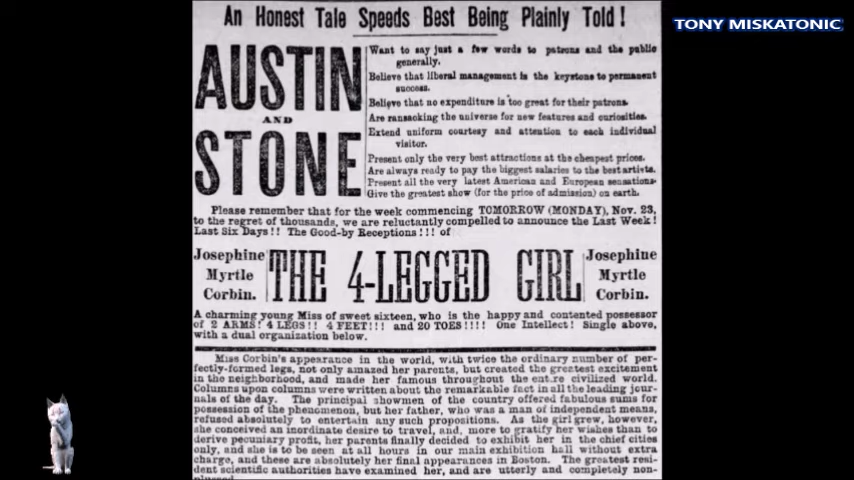 An Honest Tale Speeds Best Being Plainly Told!
TONY MISKATONIC
AUSTIN
AND
STONE
Want to say just a few words to patrons and the public
generally.
Believe that liberal management is the keystone to permanent
success.
Believe that no expenditure is too great for their patrons.
Are ransacking the universe for new features and curiosities.
Extend uniform courtesy and attention to each individual
visitor.
Present only the very best attractions at the cheapest prices.
Are always ready to pay the biggest salaries to the best artists.
Present all the very latest American and European sensations.
Give the greatest show (for the price of admission) on earth.
Please remember that for the week commencing TOMORROW (MONDAY), Nov. 23,
to the regret of thousands, we are reluctantly compelled to announce the Last Week!
Last Six Days!! The Good-by Receptions!!! of
Josephine
Myrtle
Corbin.
THE 4-LEGGED GIRL
Josephine
Myrtle
Corbin.
A charming young Miss of sweet sixteen, who is the happy and contented possessor
of 2 ARMS! 4 LEGS!! 4 FEET!!! and 20 TOES!!!! One Intellect! Single above,
with a dual organization below.
Miss Corbin's appearance in the world, with twice the ordinary number of per-
fectly-formed legs, not only amazed her parents, but created the greatest excitement
in the neighborhood, and made her famous throughout the entire civilized world.
Columns upon columns were written about the remarkable fact in all the leading jour-
nals of the day. The principal showmen of the country offered fabulous sums for
possession of the phenomenon, but her father, who was a man of independent means,
refused absolutely to entertain any such propositions. As the girl grew, however,
she conceived an inordinate desire to travel, and, more to gratify her wishes than to
derive pecuniary profit, her parents finally decided to exhibit her in the chief cities
only, and she is to be seen at all hours in our main exhibition hall without extra
charge, and these are absolutely her final appearances in Boston. The greatest resi-
dent scientific authorities have examined her, and are utterly and completely non-